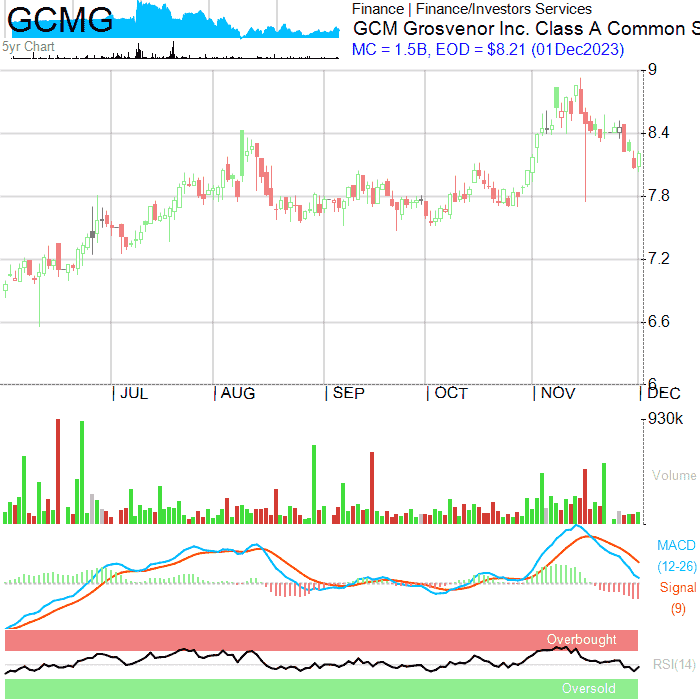 GCMG
5yr Chart
Finance | Finance/Investors Services
GCM Grosvenor Inc. Class A Common S
MC = 1.5B, EOD = $8.21 (01Dec2023)
9
8.4
7.8
7.2
6.6
6
JUL
AUG
SEP
OCT
NOV
DEC
930k
Volume
MACD
(12-26)
Signal
(9)
Overbought
RSI(14)
Oversold